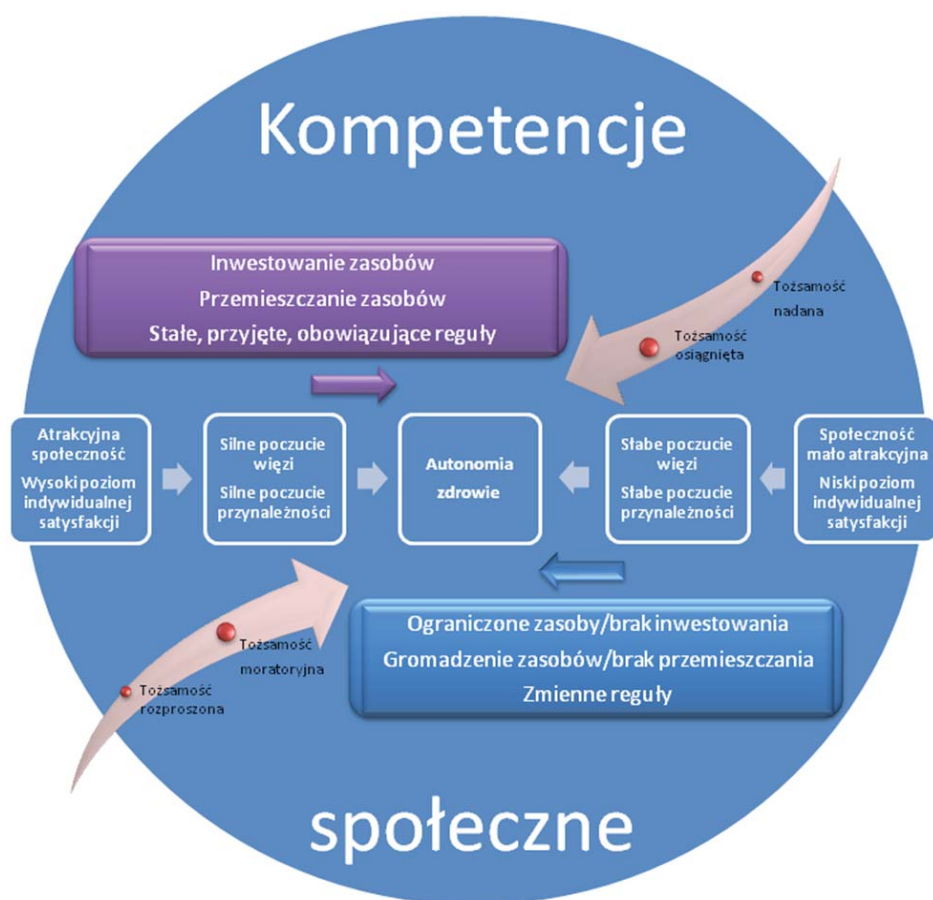 Kompetencje
Inwestowanie zasobów
Przemieszczanie zasobów
Stałe, przyjęte, obowiązujące reguły
Tożsamość
nadana
Tożsamość
osiągnięta
Atrakcyjna
społeczność
Wysoki poziom
indywidualnej
satysfakcji
Silne poczucie
więzi
Silne poczucie
przynależności
Autonomia
zdrowie
Słabe poczucie
więzi
Słabe poczucie
przynależności
Społeczność
mało atrakcyjna
Niski poziom
indywidualnej
satysfakcji
Tożsamość
moratoryjna
Tożsamość
rozproszona
Ograniczone zasoby/brak inwestowania
Gromadzenie zasobów/brak przemieszczania
Zmienne reguły
społeczne